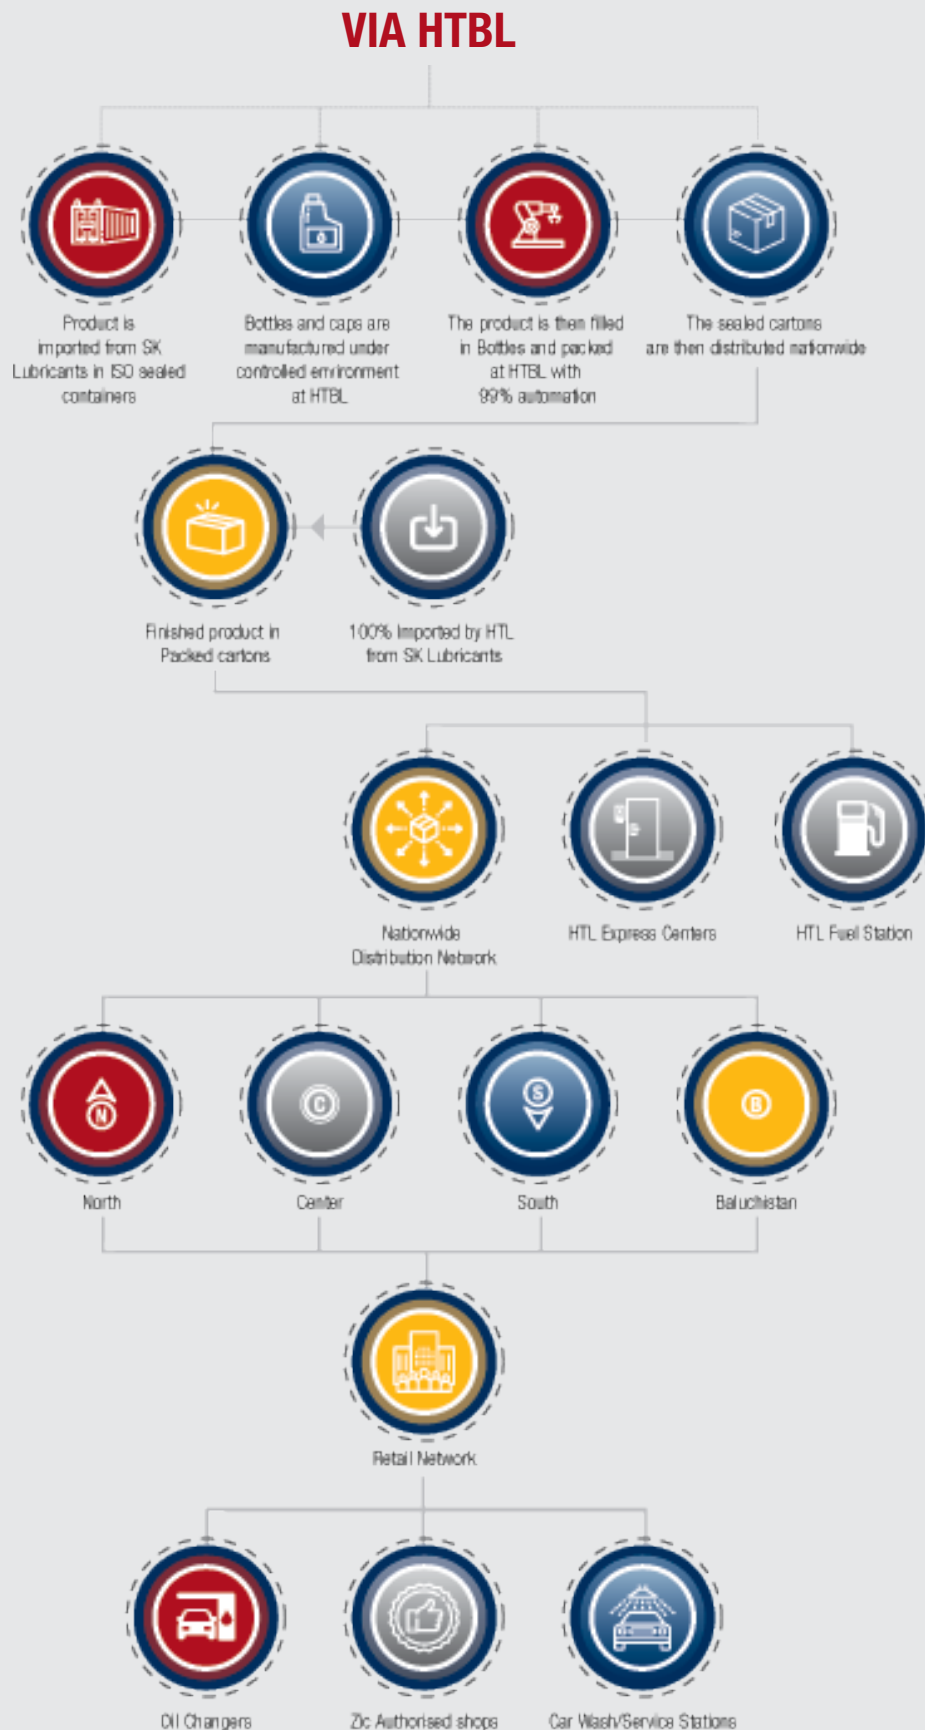 VIA HTBL
Product is
imported from SK
Lubricants in ISO sealed
containers
Bottles and caps are
manufactured under
controlled environment
at HTBL
The product is then filled
in Bottles and packed
at HTBL with
99% automation
The sealed cartons
are then distributed nationwide
Finished product in
Packed cartons
100% Imported by HTL
from SK Lubricants
Nationwide
Distribution Network
HTL Express Centers
HTL Fuel Station
N
C
S
B
North
Center
South
Baluchistan
Retail Network
Oil Changers
Zic Authorised shops
Car Wash/Service Stations